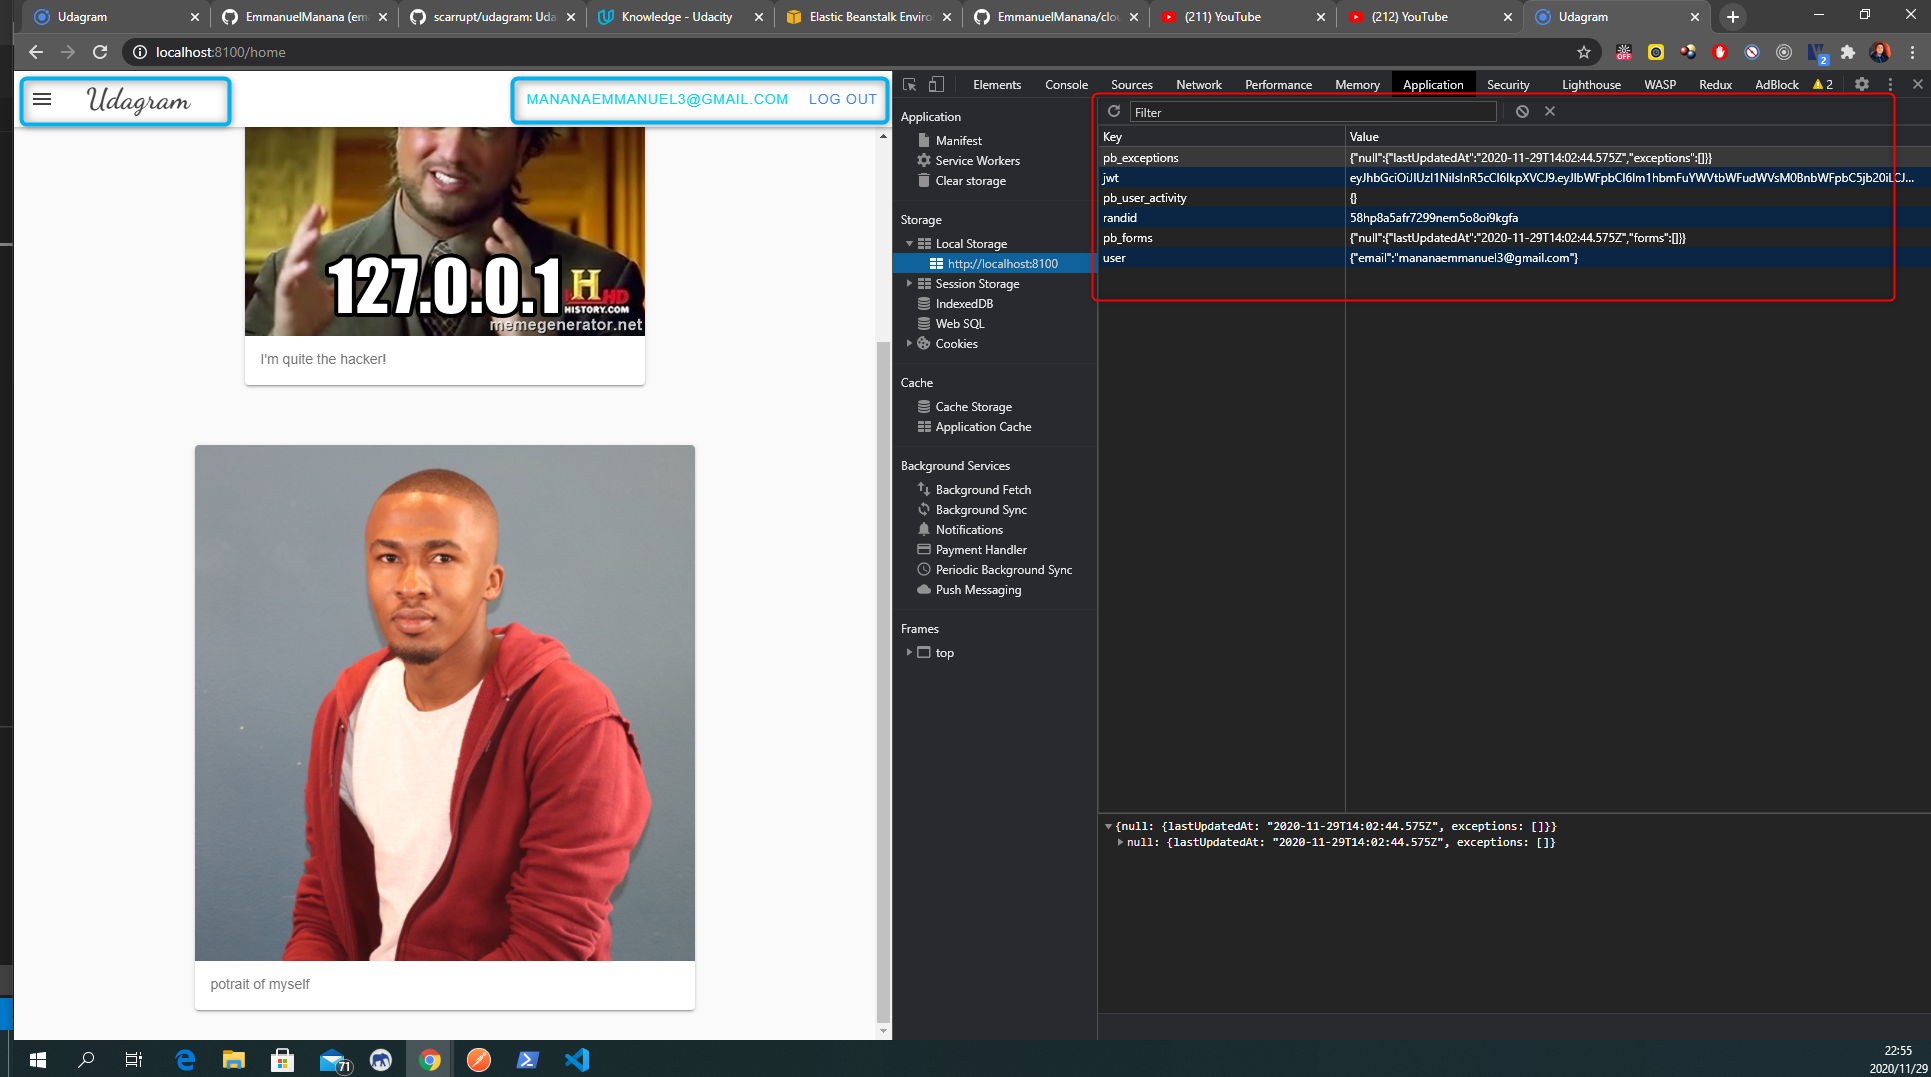 Udagram
EmmanuelManana (em
scarrupt/udagram: Uda
Knowledge - Udacity
Elastic Beanstalk Enviro
EmmanuelManana/clou
(211) YouTube
(212) YouTube
Udagram
localhost:8100/home
OFF
2
Udagram
MANANAEMMANUEL3@GMAIL.COM LOG OUT
127.0.0.1
H HD
HISTORY.COM
memegenerator.net
I'm quite the hacker!
potrait of myself
Elements Console Sources Network Performance Memory Application Security Lighthouse WASP Redux AdBlock 2
Application
Manifest
Service Workers
Clear storage
Storage
Local Storage
http://localhost:8100
Session Storage
IndexedDB
Web SQL
Cookies
Cache
Cache Storage
Application Cache
Background Services
Background Fetch
Background Sync
Notifications
Payment Handler
Periodic Background Sync
Push Messaging
Frames
top
Filter
Key Value
pb_exceptions {"null":{"lastUpdatedAt":"2020-11-29T14:02:44.575Z","exceptions":[]}}
jwt
pb_user_activity {}
randid 58hp8a5afr7299nem5o8oi9kgfa
pb_forms {"null":{"lastUpdatedAt":"2020-11-29T14:02:44.575Z","forms":[]}}
user {"email":"mananaemmanuel3@gmail.com"}
{null: {lastUpdatedAt: "2020-11-29T14:02:44.575Z", exceptions: []}}
null: {lastUpdatedAt: "2020-11-29T14:02:44.575Z", exceptions: []}
71
22:55
2020/11/29